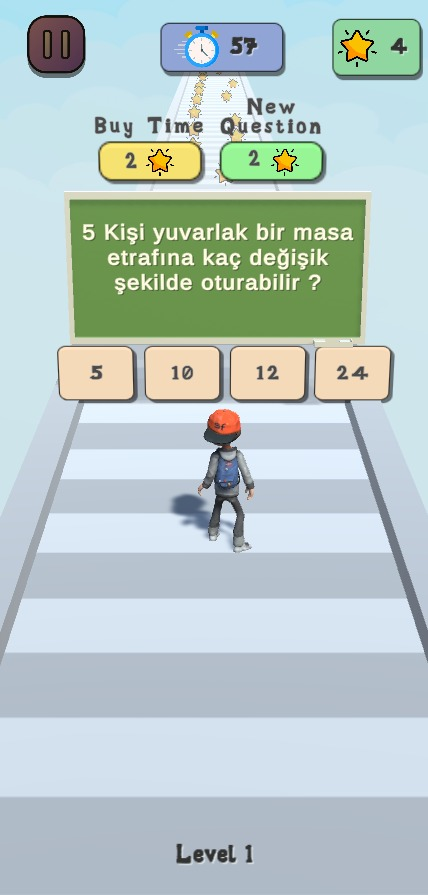 57
4
Buy Time
New
Question
2
2
5 Kişi yuvarlak bir masa
etrafına kaç değişik
şekilde oturabilir ?
5
10
12
24
Level 1